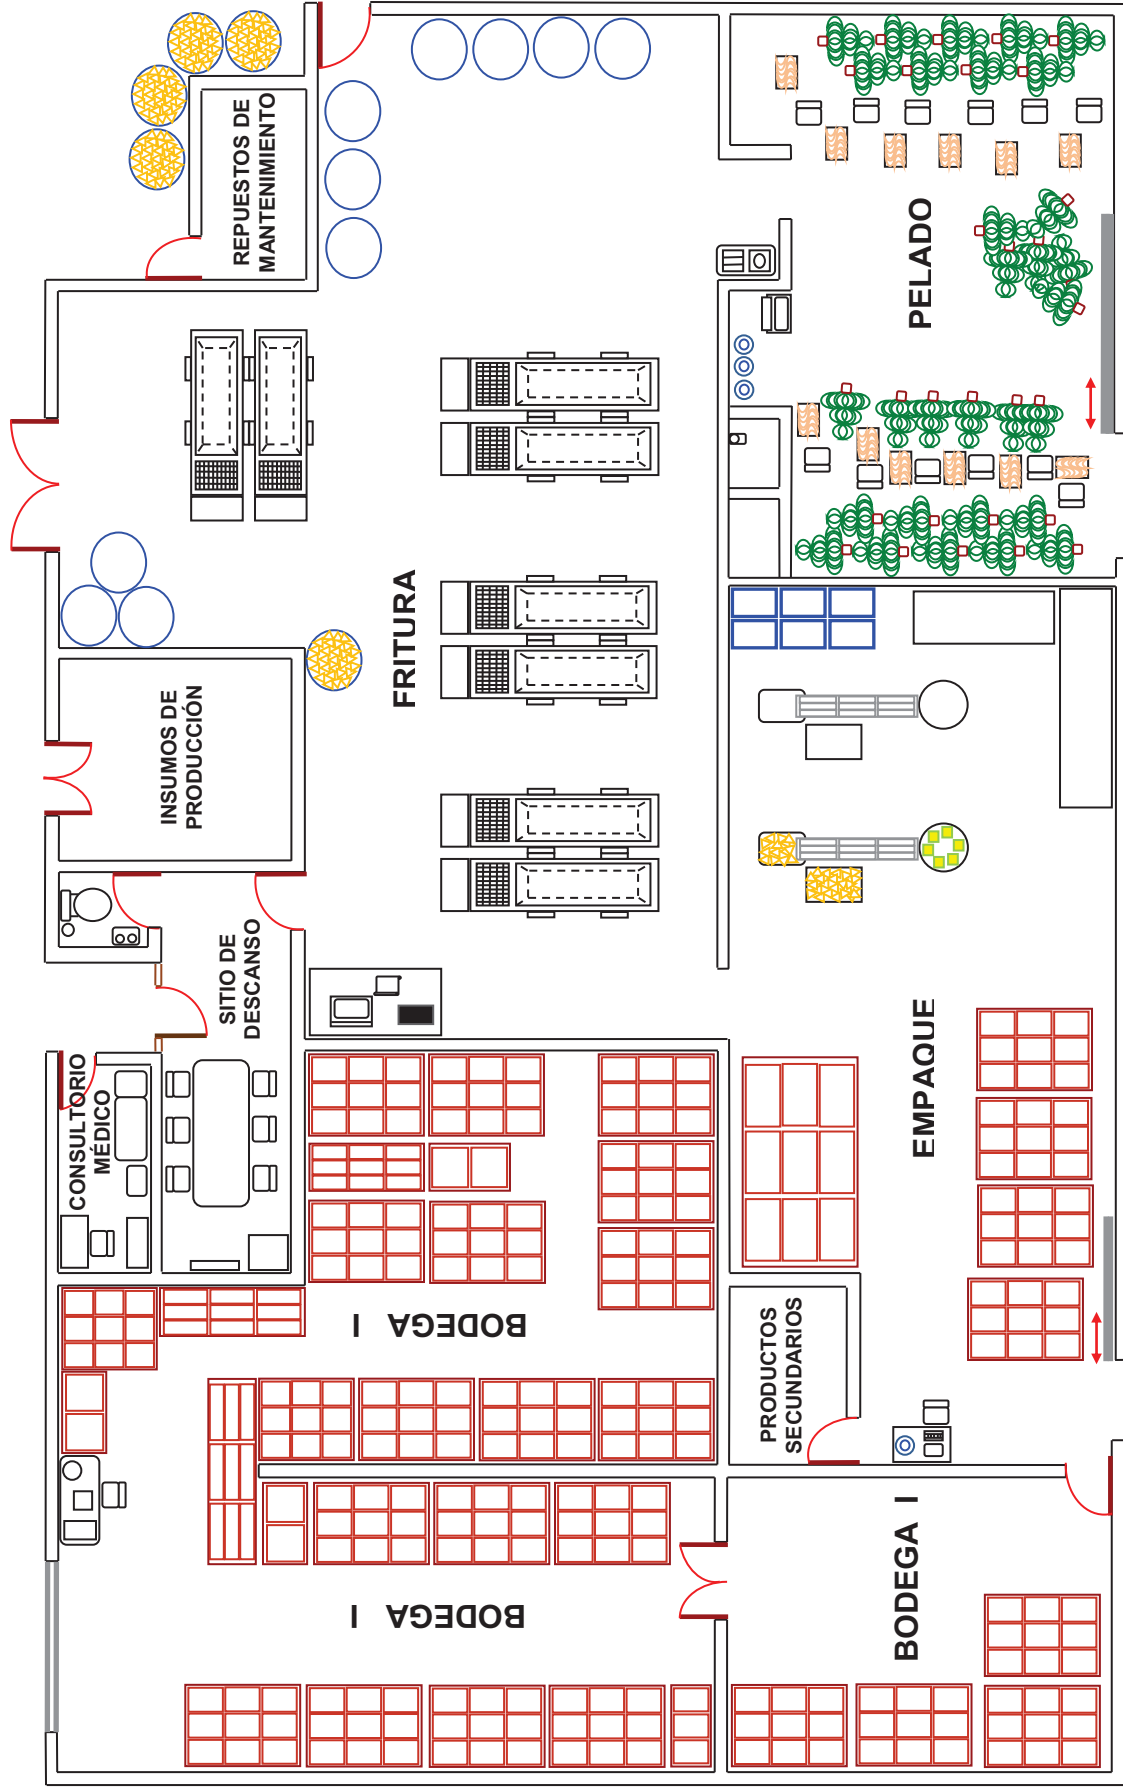 REPUESTOS DE
MANTENIMIENTO
PELADO
FRITURA
INSUMOS DE
PRODUCCIÓN
SITIO DE
DESCANSO
CONSULTORIO
MÉDICO
EMPAQUE
BODEGA I
PRODUCTOS
SECUNDARIOS
BODEGA I
BODEGA I